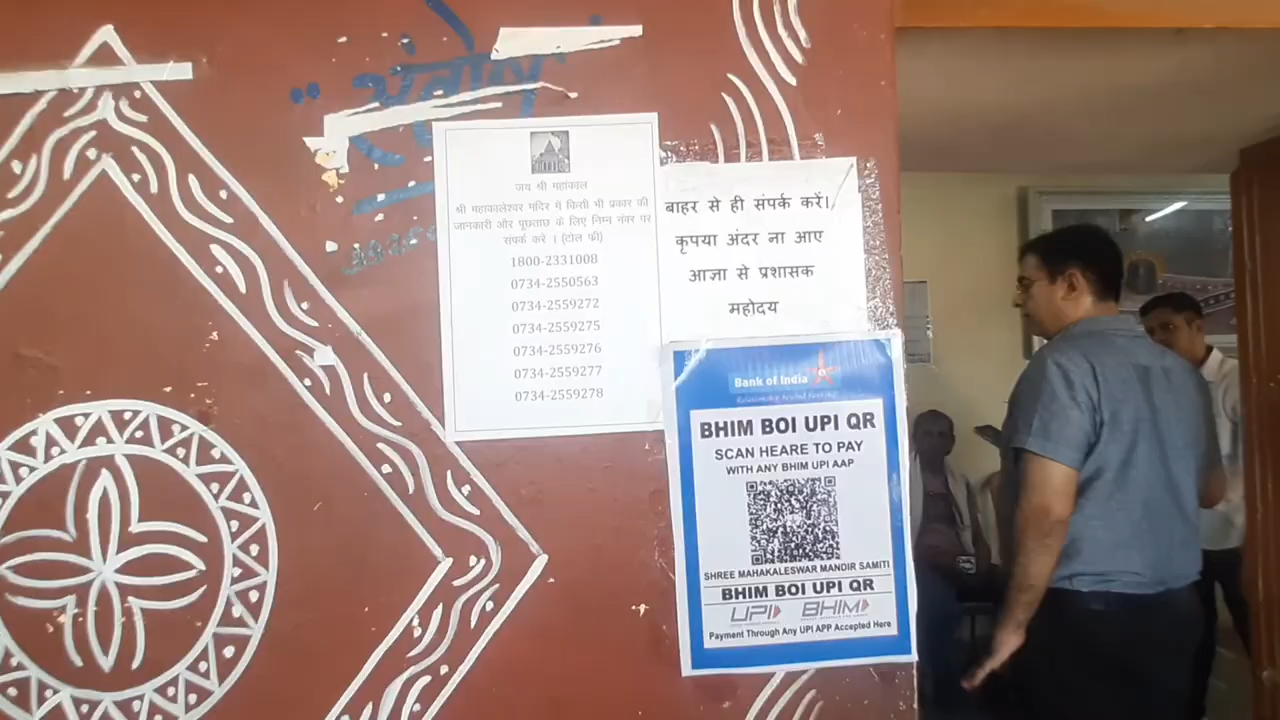 जय श्री महांकाल
श्री महाकालेश्वर मंदिर में किसी भी प्रकार की
जानकारी और पूछताछ के लिए निम्न नंबर पर
संपर्क करे । (टोल फ्री)
1800-2331008
0734-2550563
0734-2559272
0734-2559275
0734-2559276
0734-2559277
0734-2559278
बाहर से ही संपर्क करें।
कृपया अंदर ना आए
आज्ञा से प्रशासक
महोदय
Bank of India
BHIM BOI UPI QR
SCAN HEARE TO PAY
WITH ANY BHIM UPI AAP
SHREE MAHAKALESWAR MANDIR SAMITI
BHIM BOI UPI QR
UPI BHIM
Payment Through Any UPI APP Accepted Here